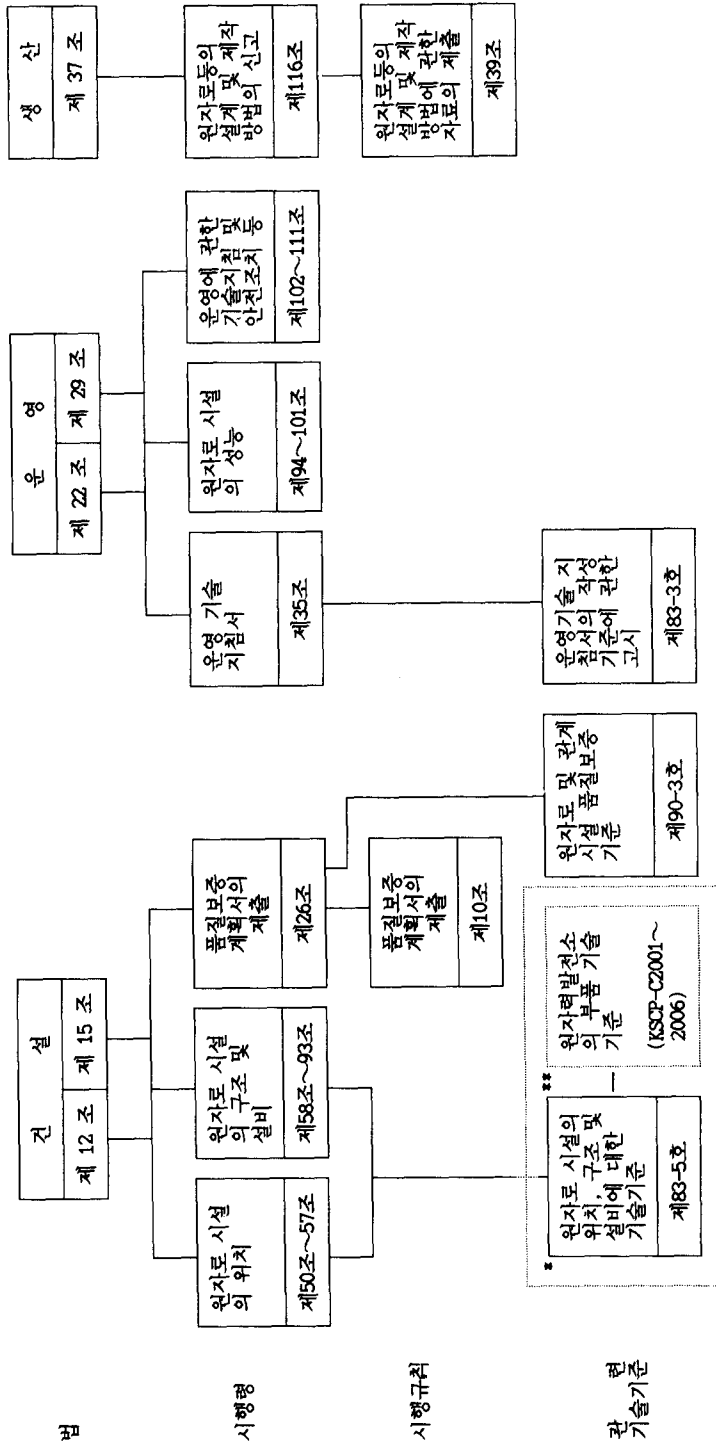 법
건 설
제 12 조 제 15 조
운 영
제 22 조 제 29 조
생 산
제 37 조
시행령
원자로 시설
의 위치
제50조~57조
원자로 시설
의 구조 및
설비
제58조~93조
품질보증
계획서의
제출
제26조
운영 기술
지침서
제35조
원자로 시설
의 성능
제94~101조
운영에 관한
기술지침 및
안전조치 등
제102~111조
원자로등의
설계 및 제작
방법의 신고
제116조
시행규칙
품질보증
계획서의
제출
제10조
원자로등의
설계 및 제작
방법에 관한
자료의 제출
제39조
관 련
기술기준
*
원자로 시설의
위치, 구조 및
설비에 대한
기술기준
제83-5호
**
원자력발전소
의 부품 기술
기준
(KSCP-C2001~
2006)
원자로 및 관계
시설 품질보증
기준
제90-3호
운영기술 지
침서의 작성
기준에 관한
고시
제83-3호